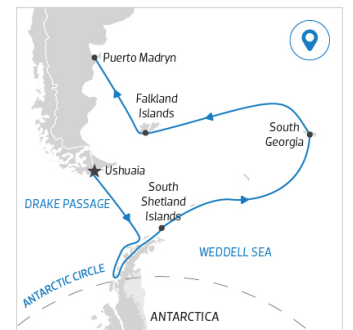 Puerto Madryn
Falkland
Islands
South
Georgia
Ushuaia
South
Shetland
Islands
DRAKE PASSAGE
WEDDELL SEA
ANTARCTIC CIRCLE
ANTARCTICA